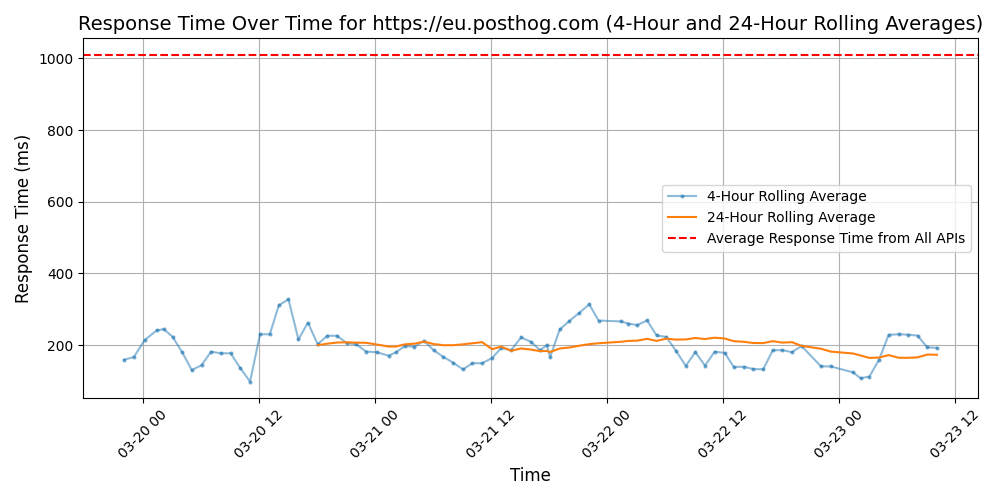 Response Time Over Time for https://eu.posthog.com (4-Hour and 24-Hour Rolling Averages)
Response Time (ms)
1000
800
600
400
200
4-Hour Rolling Average
24-Hour Rolling Average
Average Response Time from All APIs
03-20 00
03-20 12
03-21 00
03-21 12
03-22 00
03-22 12
03-23 00
03-23 12
Time